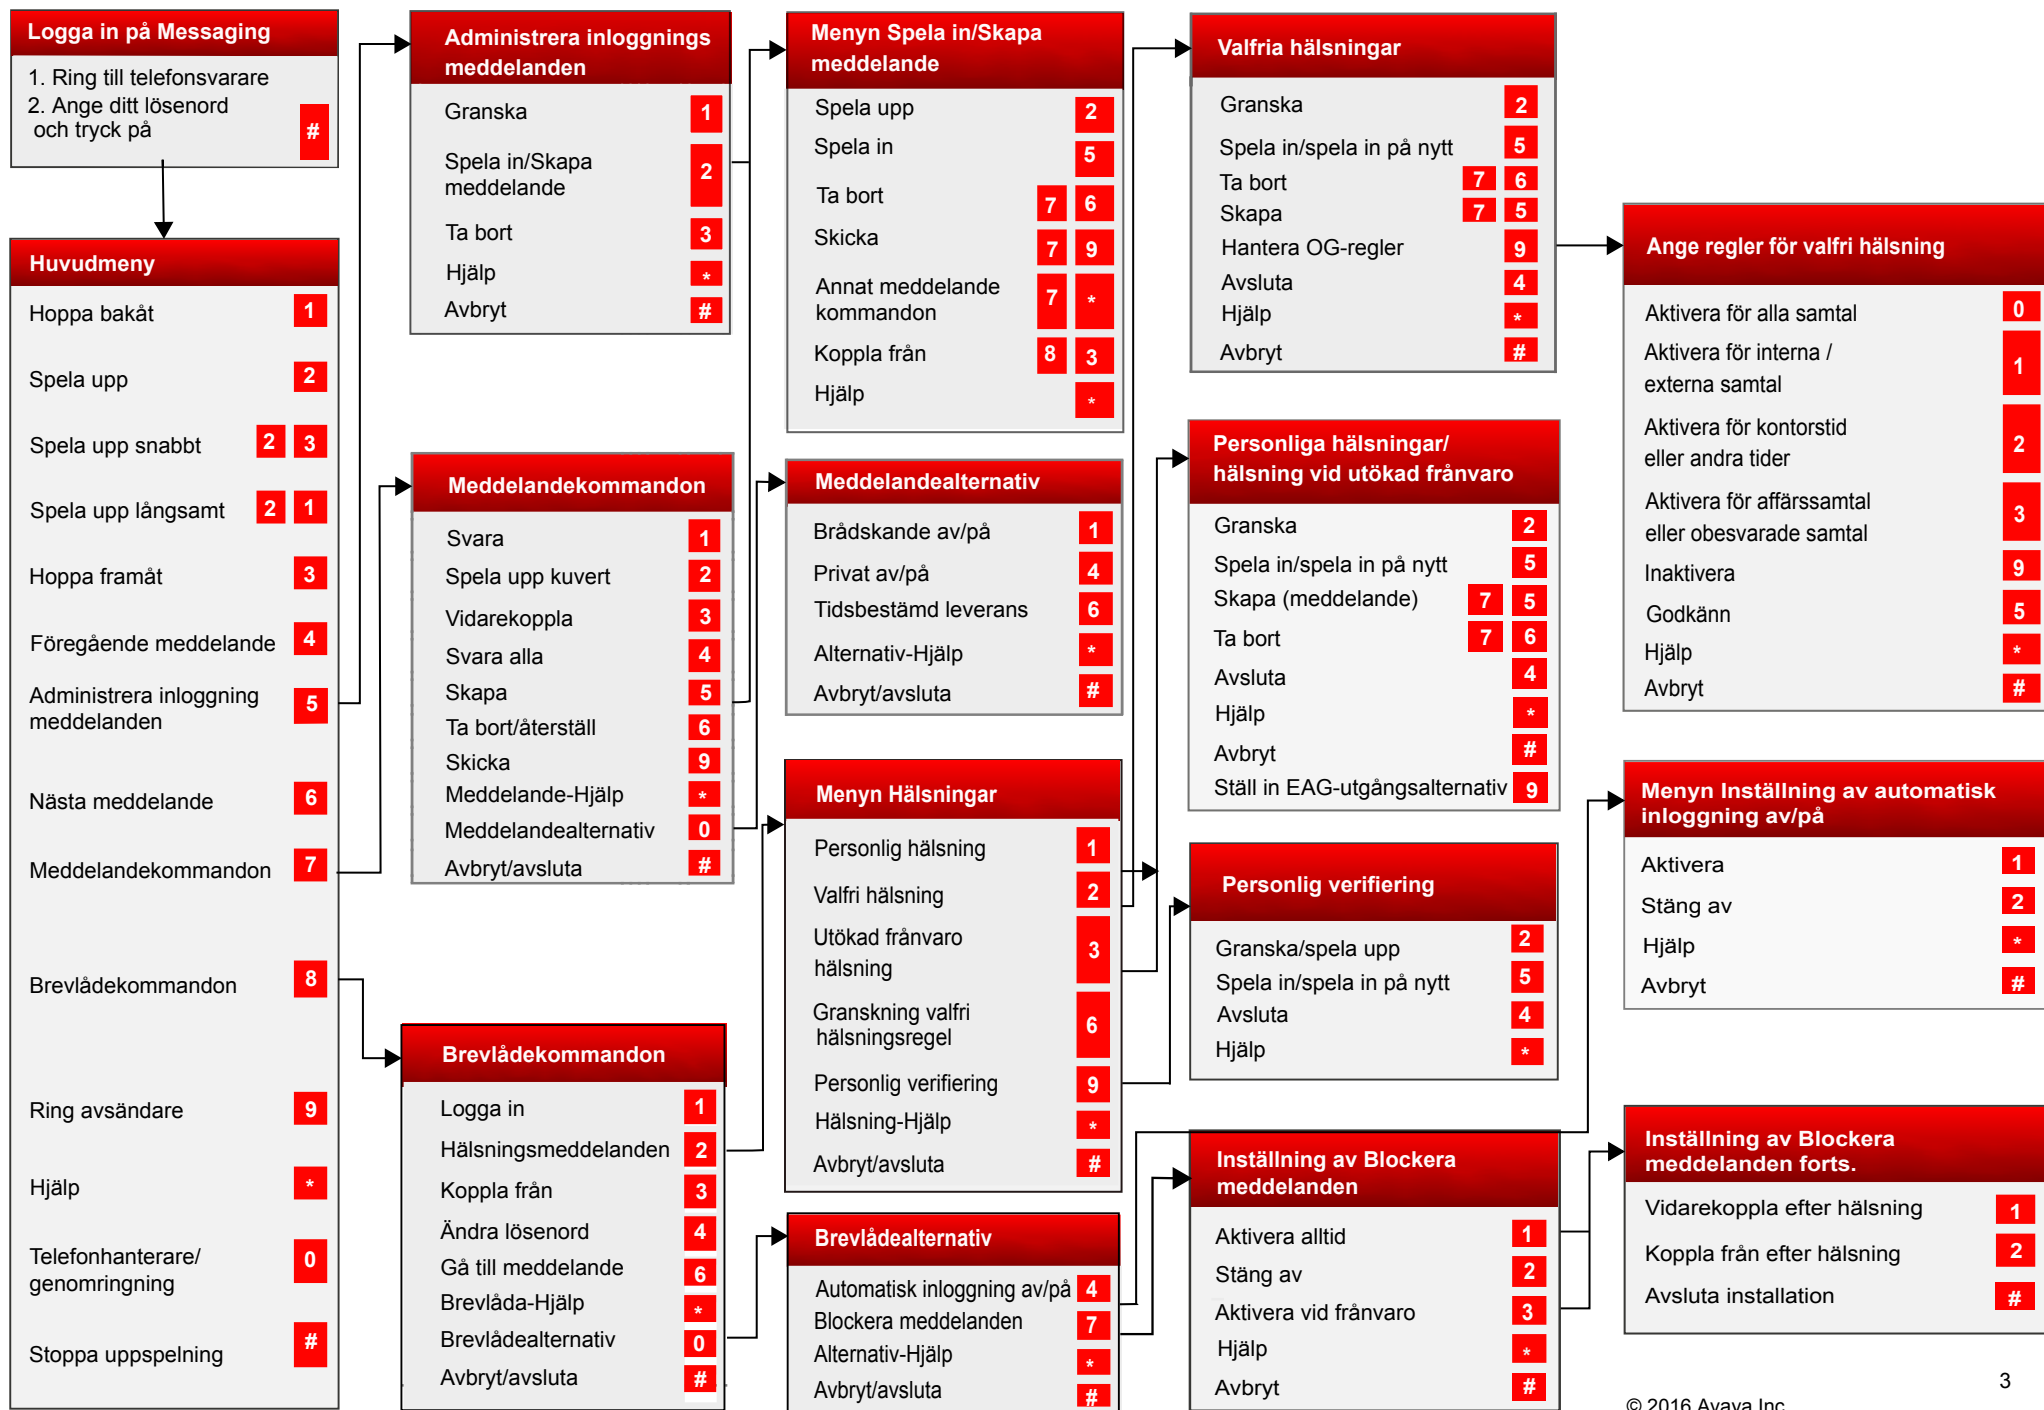 Logga in på Messaging
1. Ring till telefonsvarare
2. Ange ditt lösenord
och tryck på #
Huvudmeny
Hoppa bakåt 1
Spela upp 2
Spela upp snabbt 2 3
Spela upp långsamt 2 1
Hoppa framåt 3
Föregående meddelande 4
Administrera inloggning
meddelanden 5
Nästa meddelande 6
Meddelandekommandon 7
Brevlådekommandon 8
Ring avsändare 9
Hjälp *
Telefonhanterare/
genomringning 0
Stoppa uppspelning #
Administrera inloggnings
meddelanden
Granska 1
Spela in/Skapa
meddelande 2
Ta bort 3
Hjälp *
Avbryt #
Meddelandekommandon
Svara 1
Spela upp kuvert 2
Vidarekoppla 3
Svara alla 4
Skapa 5
Ta bort/återställ 6
Skicka 9
Meddelande-Hjälp *
Meddelandealternativ 0
Avbryt/avsluta #
Brevlådekommandon
Logga in 1
Hälsningsmeddelanden 2
Koppla från 3
Ändra lösenord 4
Gå till meddelande 6
Brevlåda-Hjälp *
Brevlådealternativ 0
Avbryt/avsluta #
Menyn Spela in/Skapa
meddelande
Spela upp 2
Spela in 5
Ta bort 7 6
Skicka 7 9
Annat meddelande
kommandon 7 *
Koppla från 8 3
Hjälp *
Meddelandealternativ
Brådskande av/på 1
Privat av/på 4
Tidsbestämd leverans 6
Alternativ-Hjälp *
Avbryt/avsluta #
Menyn Hälsningar
Personlig hälsning 1
Valfri hälsning 2
Utökad frånvaro
hälsning 3
Granskning valfri
hälsningsregel 6
Personlig verifiering 9
Hälsning-Hjälp *
Avbryt/avsluta #
Brevlådealternativ
Automatisk inloggning av/på 4
Blockera meddelanden 7
Alternativ-Hjälp *
Avbryt/avsluta #
Valfria hälsningar
Granska 2
Spela in/spela in på nytt 5
Ta bort 7 6
Skapa 7 5
Hantera OG-regler 9
Avsluta 4
Hjälp *
Avbryt #
Personliga hälsningar/
hälsning vid utökad frånvaro
Granska 2
Spela in/spela in på nytt 5
Skapa (meddelande) 7 5
Ta bort 7 6
Avsluta 4
Hjälp *
Avbryt #
Ställ in EAG-utgångsalternativ 9
Personlig verifiering
Granska/spela upp 2
Spela in/spela in på nytt 5
Avsluta 4
Hjälp *
Inställning av Blockera
meddelanden
Aktivera alltid 1
Stäng av 2
Aktivera vid frånvaro 3
Hjälp *
Avbryt #
Ange regler för valfri hälsning
Aktivera för alla samtal 0
Aktivera för interna /
externa samtal 1
Aktivera för kontorstid
eller andra tider 2
Aktivera för affärssamtal
eller obesvarade samtal 3
Inaktivera 9
Godkänn 5
Hjälp *
Avbryt #
Menyn Inställning av automatisk
inloggning av/på
Aktivera 1
Stäng av 2
Hjälp *
Avbryt #
Inställning av Blockera
meddelanden forts.
Vidarekoppla efter hälsning 1
Koppla från efter hälsning 2
Avsluta installation #
3
© 2016 Avaya Inc